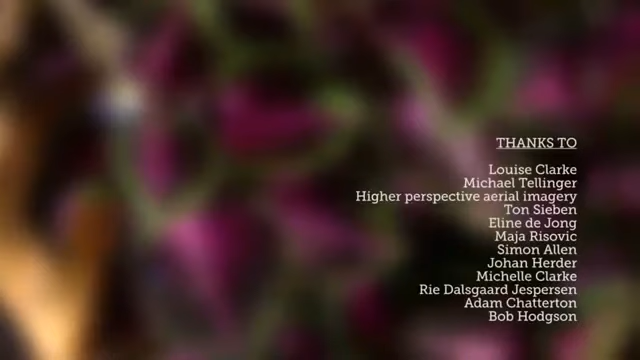 THANKS TO
Louise Clarke
Michael Tellinger
Higher perspective aerial imagery
Ton Sieben
Eline de Jong
Maja Risovic
Simon Allen
Johan Herder
Michelle Clarke
Rie Dalsgaard Jespersen
Adam Chatterton
Bob Hodgson